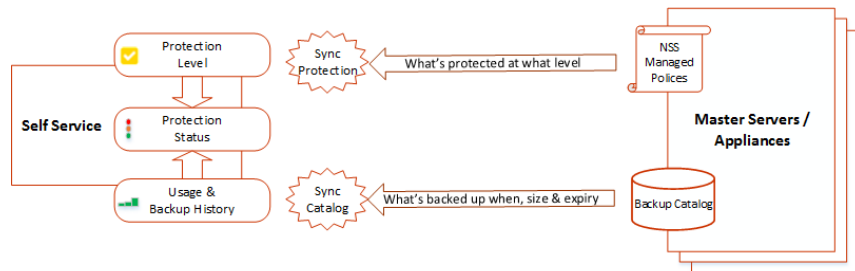 Protection
Level
Sync
Protection
What's protected at what level
NSS
Managed
Polices
Self Service
Protection
Status
Master Servers /
Appliances
Usage &
Backup History
Sync
Catalog
What's backed up when, size & expiry
Backup Catalog